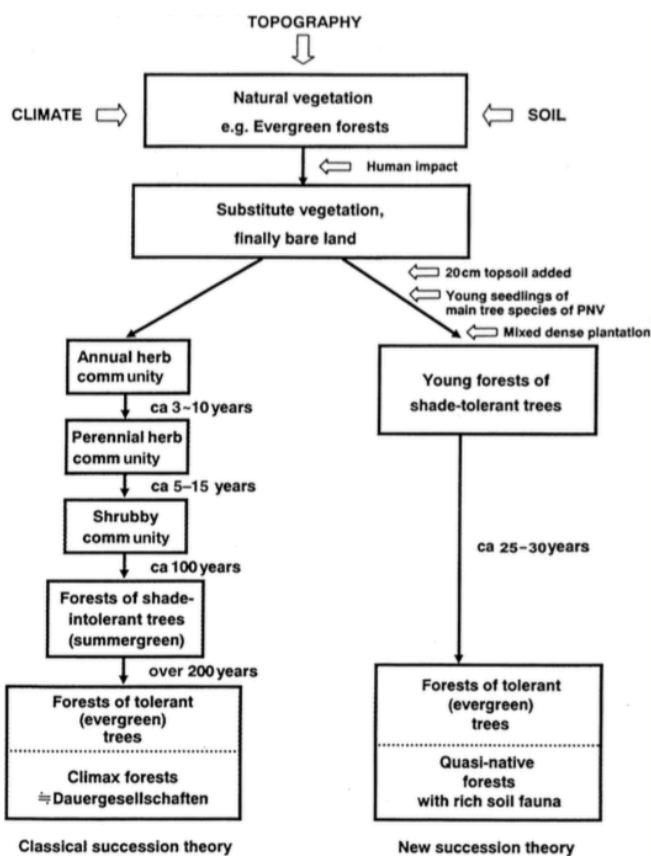 TOPOGRAPHY
CLIMATE
Natural vegetation
e.g. Evergreen forests
SOIL
Human impact
Substitute vegetation,
finally bare land
20cm topsoil added
Young seedlings of
main tree species of PNV
Mixed dense plantation
Annual herb
community
ca 3~10 years
Perennial herb
community
ca 5–15 years
Shrubby
community
ca 100 years
Forests of shade-
intolerant trees
(summergreen)
over 200 years
Forests of tolerant
(evergreen)
trees
Climax forests
≒Dauergesellschaften
Classical succession theory
Young forests of
shade-tolerant trees
ca 25–30years
Forests of tolerant
(evergreen)
trees
Quasi-native
forests
with rich soil fauna
New succession theory